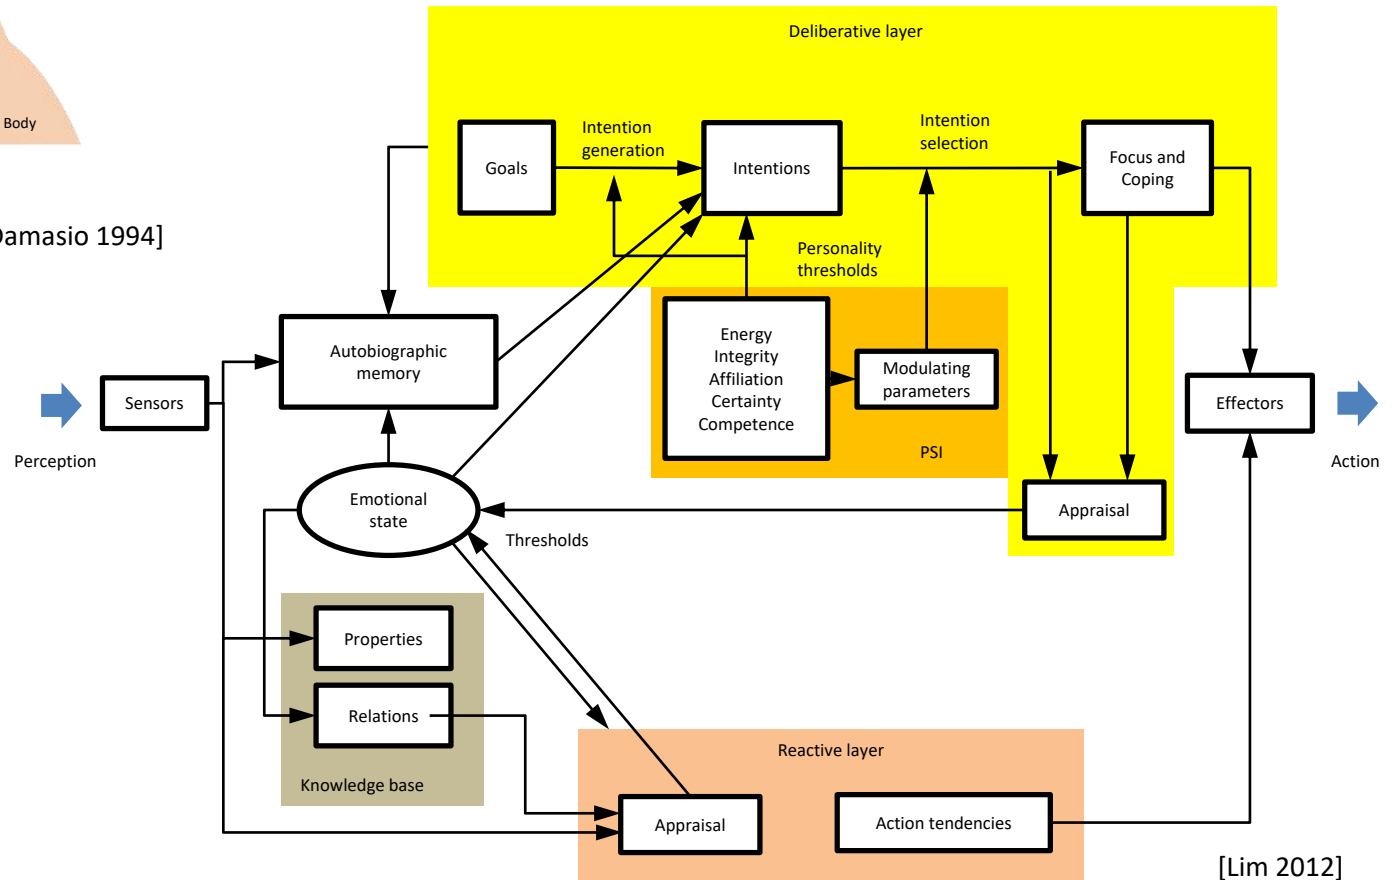 Deliberative layer
Body
Intention
generation
Intention
selection
Goals
Intentions
Focus and
Coping
Damasio 1994]
Personality
thresholds
Energy
Integrity
Affiliation
Certainty
Competence
Modulating
parameters
PSI
Autobiographic
memory
Sensors
Effectors
Perception
Action
Emotional
state
Appraisal
Thresholds
Properties
Relations
Knowledge base
Reactive layer
Appraisal
Action tendencies
[Lim 2012]